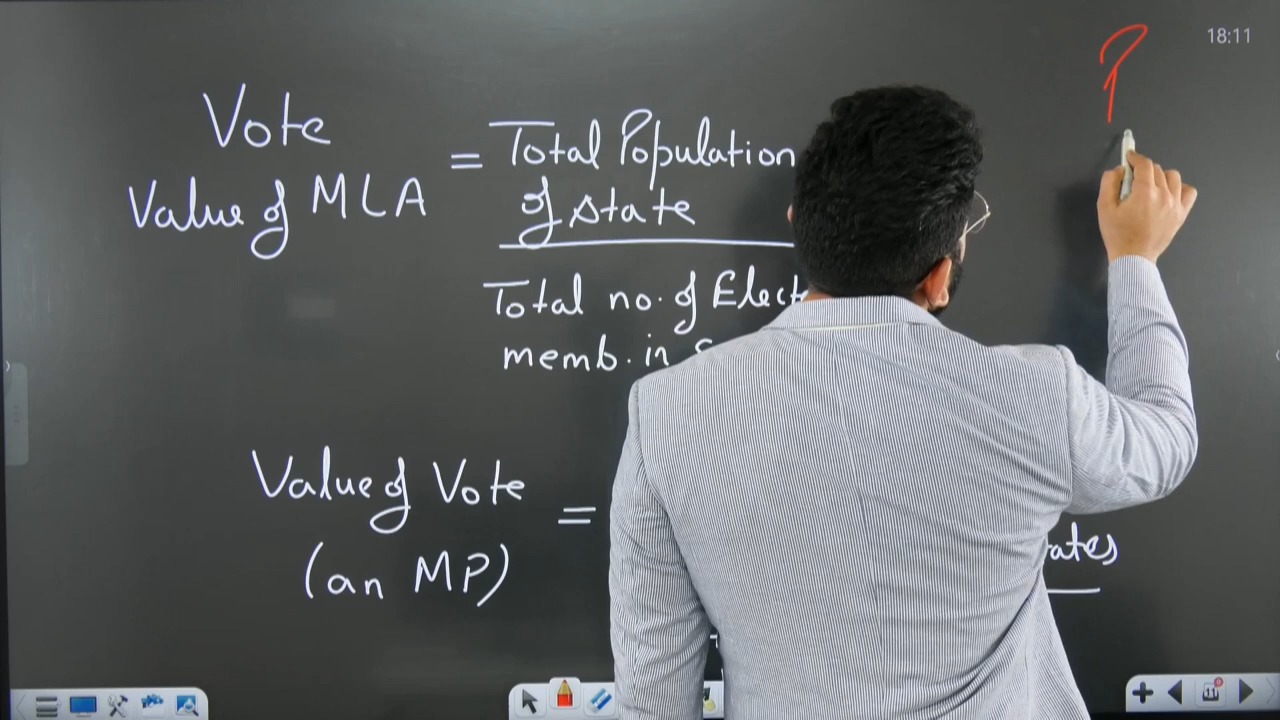 ?
18:11
Vote
Value of MLA = Total Population
of state
Total no. of Elect
memb. in
Value of Vote =
(an MP)
ates